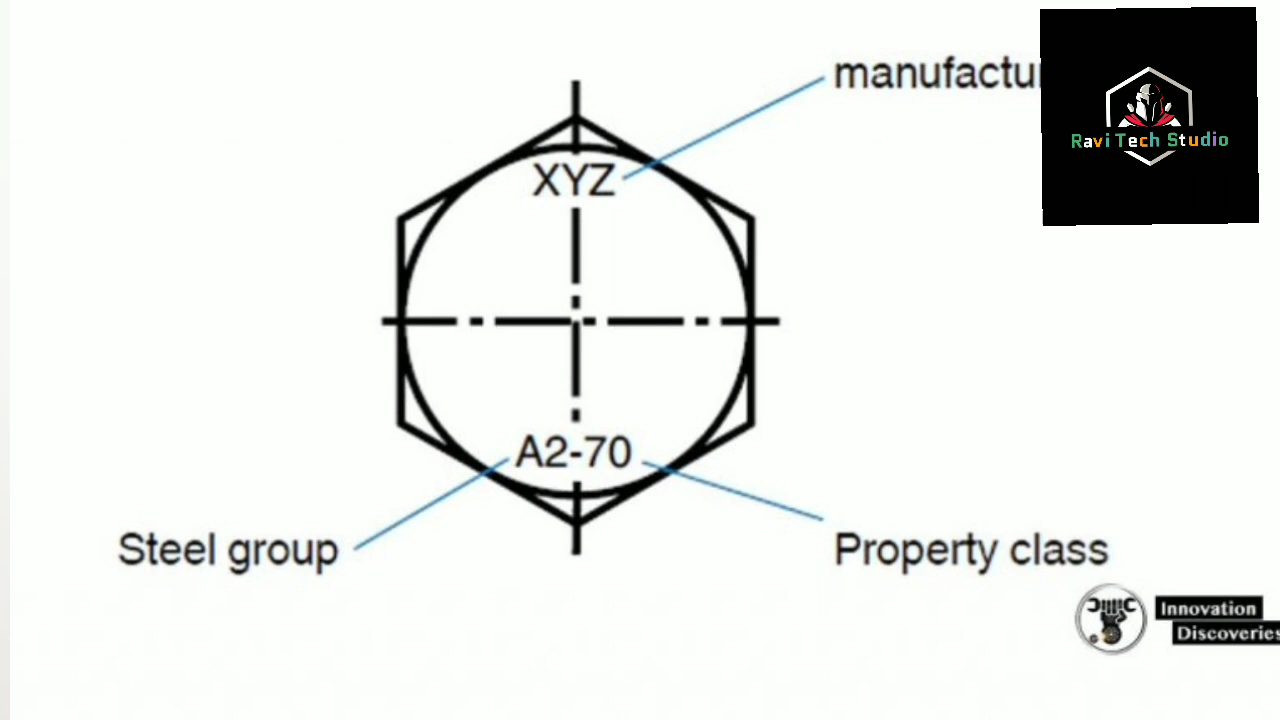 manufactu
Ravi Tech Studio
XYZ
A2-70
Steel group
Property class
Innovation
Discoveries